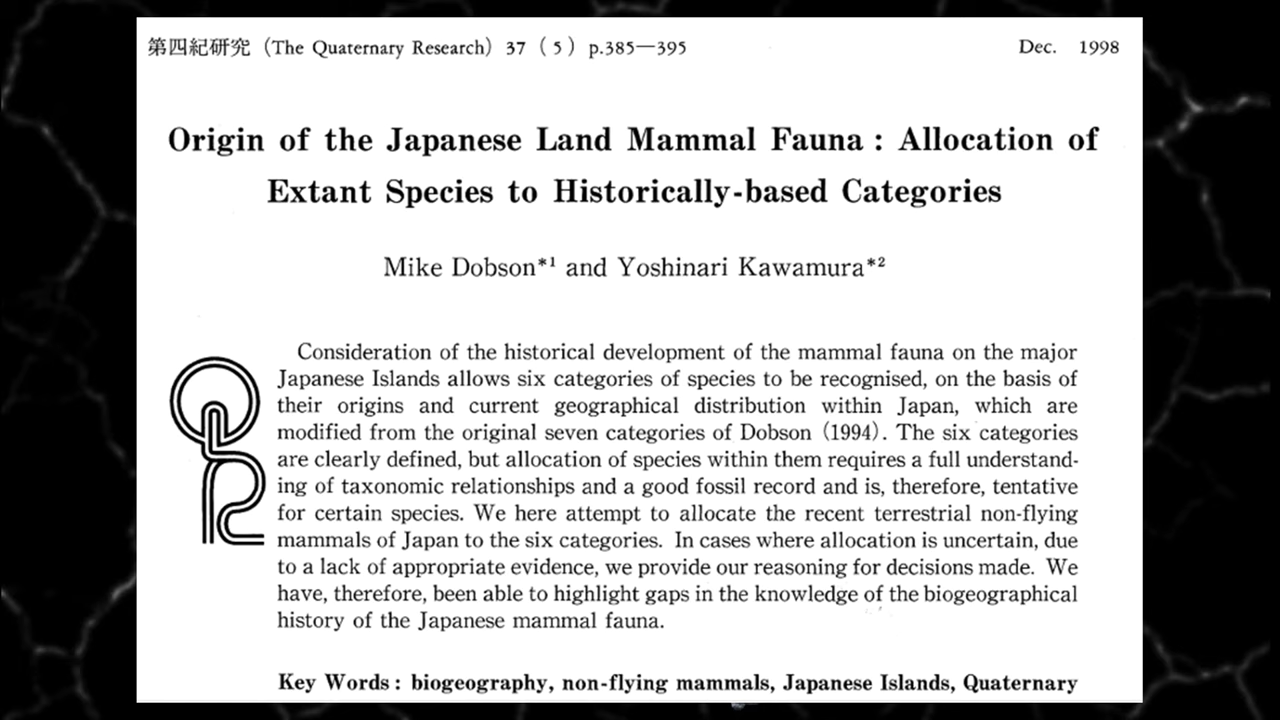 第四紀研究 (The Quaternary Research) 37 ( 5 ) p.385—395
Dec. 1998
Origin of the Japanese Land Mammal Fauna : Allocation of
Extant Species to Historically-based Categories
Mike Dobson*1 and Yoshinari Kawamura*2
QR
Consideration of the historical development of the mammal fauna on the major
Japanese Islands allows six categories of species to be recognised, on the basis of
their origins and current geographical distribution within Japan, which are
modified from the original seven categories of Dobson (1994). The six categories
are clearly defined, but allocation of species within them requires a full understand-
ing of taxonomic relationships and a good fossil record and is, therefore, tentative
for certain species. We here attempt to allocate the recent terrestrial non-flying
mammals of Japan to the six categories. In cases where allocation is uncertain, due
to a lack of appropriate evidence, we provide our reasoning for decisions made. We
have, therefore, been able to highlight gaps in the knowledge of the biogeographical
history of the Japanese mammal fauna.
Key Words : biogeography, non-flying mammals, Japanese Islands, Quaternary